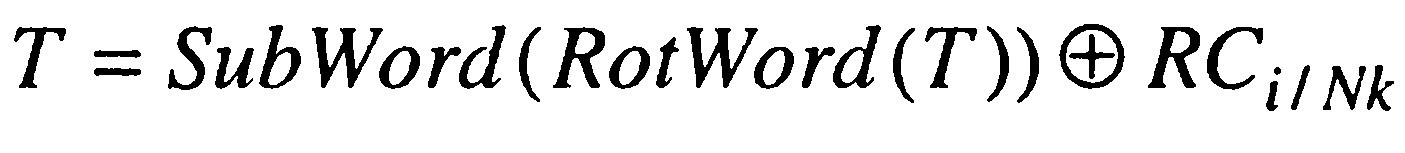 T = SubWord(RotWord(T)) ⊕ RC_{i/Nk}